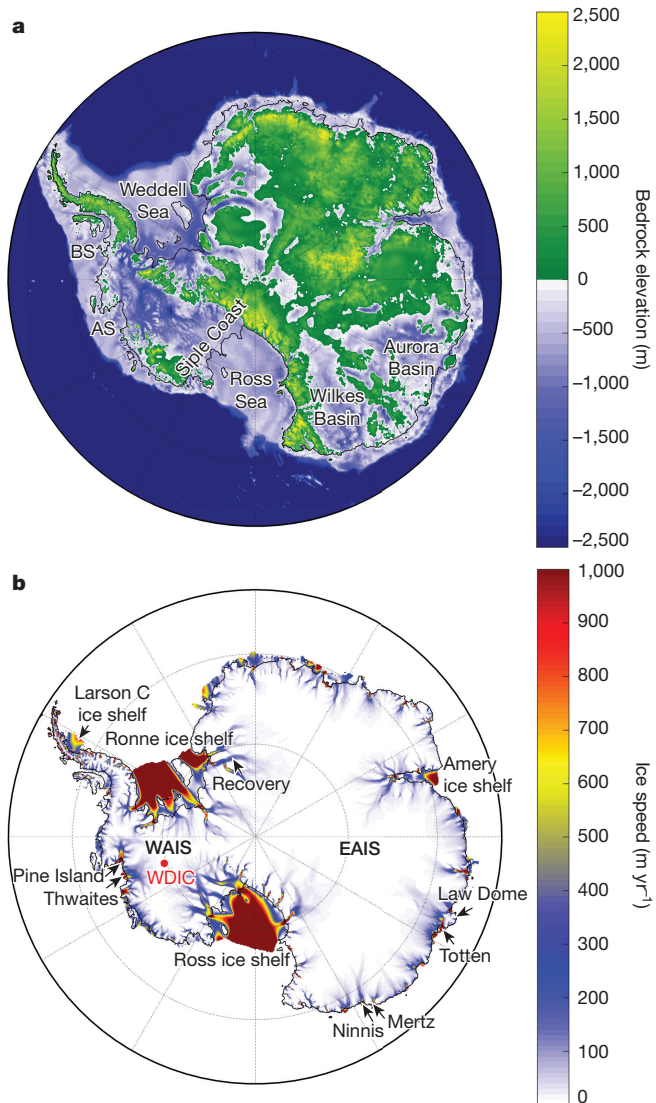 a
Weddell
Sea
BS
AS
Siple Coast
Ross
Sea
Wilkes
Basin
Aurora
Basin
2,500
2,000
1,500
1,000
500
0
–500
–1,000
–1,500
–2,000
–2,500
Bedrock elevation (m)
b
Larson C
ice shelf
Ronne ice shelf
Recovery
Amery
ice shelf
WAIS
EAIS
WDIC
Pine Island
Thwaites
Law Dome
Totten
Ross ice shelf
Mertz
Ninnis
1,000
900
800
700
600
500
400
300
200
100
0
Ice speed (m yr⁻¹)